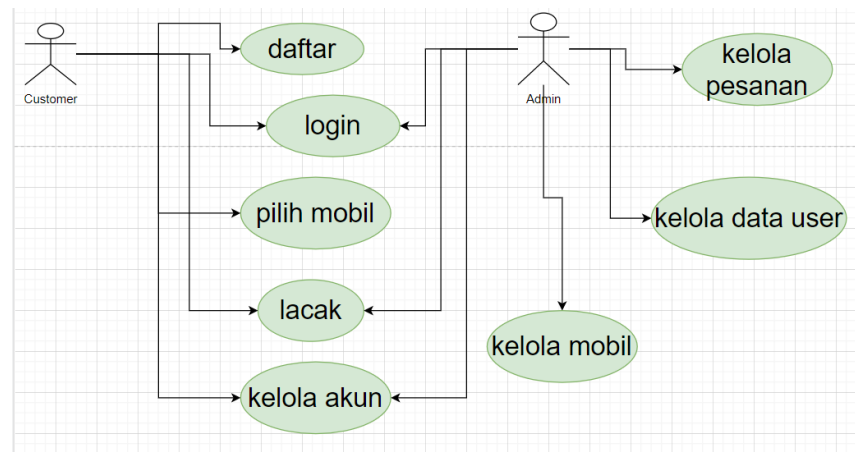 Customer
Admin
daftar
login
pilih mobil
lacak
kelola akun
kelola
pesanan
kelola data user
kelola mobil